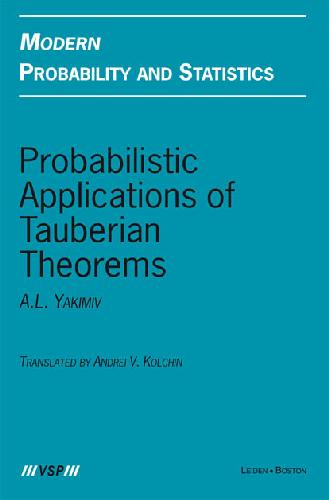 MODERN
PROBABILITY AND STATISTICS
Probabilistic
Applications of
Tauberian
Theorems
A.L. YAKIMIV
TRANSLATED BY ANDREI V. KOLCHIN
///VSP///
LEIDEN • BOSTON